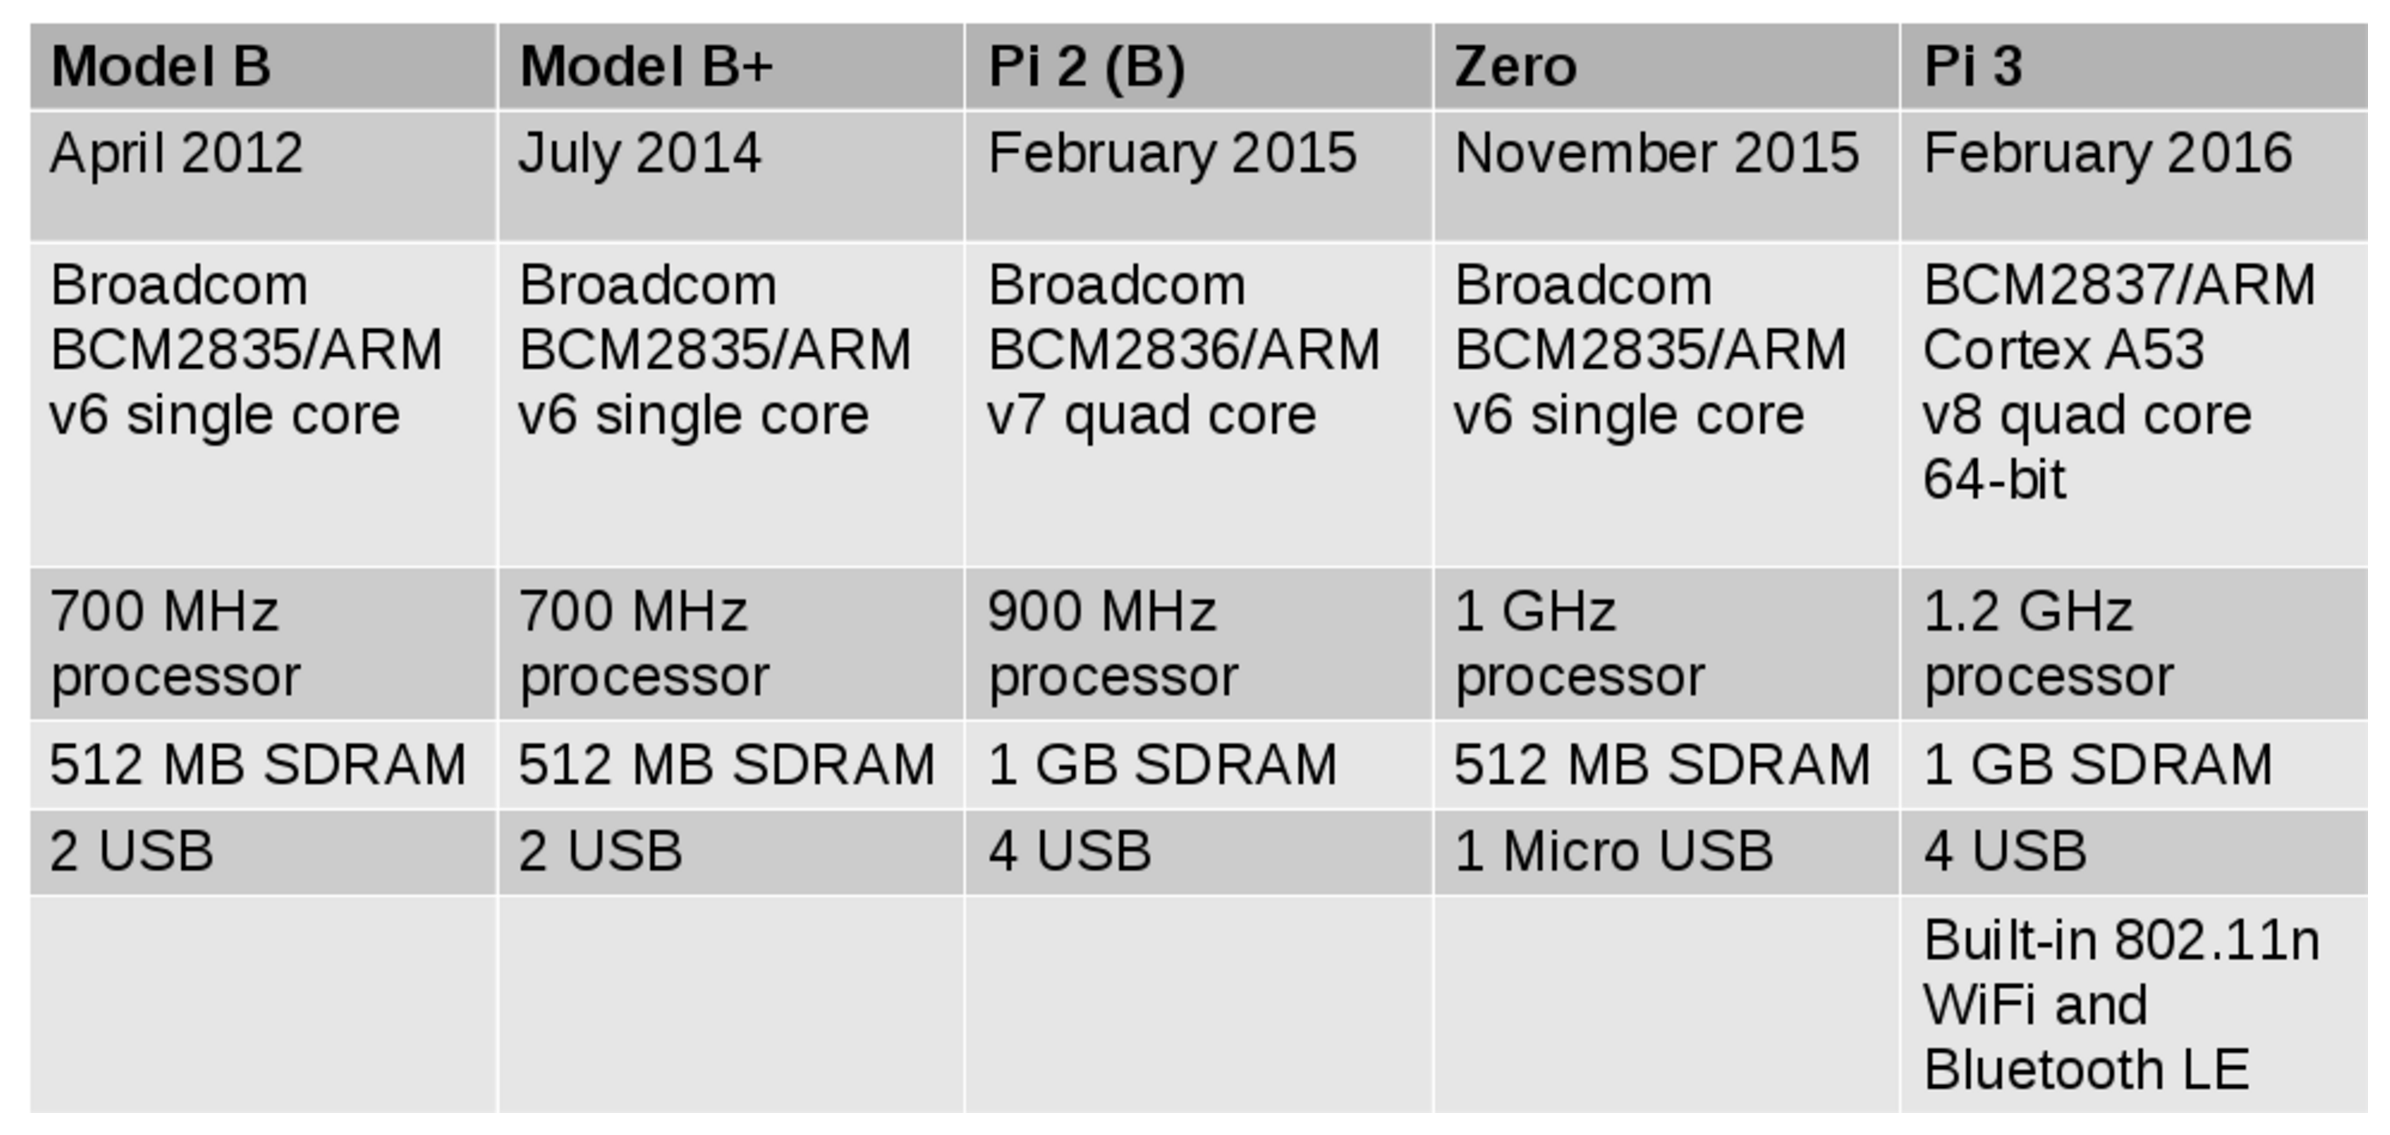 Model B
Model B+
Pi 2 (B)
Zero
Pi 3
April 2012
July 2014
February 2015
November 2015
February 2016
Broadcom
BCM2835/ARM
v6 single core
Broadcom
BCM2835/ARM
v6 single core
Broadcom
BCM2836/ARM
v7 quad core
Broadcom
BCM2835/ARM
v6 single core
BCM2837/ARM
Cortex A53
v8 quad core
64-bit
700 MHz
processor
700 MHz
processor
900 MHz
processor
1 GHz
processor
1.2 GHz
processor
512 MB SDRAM
512 MB SDRAM
1 GB SDRAM
512 MB SDRAM
1 GB SDRAM
2 USB
2 USB
4 USB
1 Micro USB
4 USB
Built-in 802.11n
WiFi and
Bluetooth LE